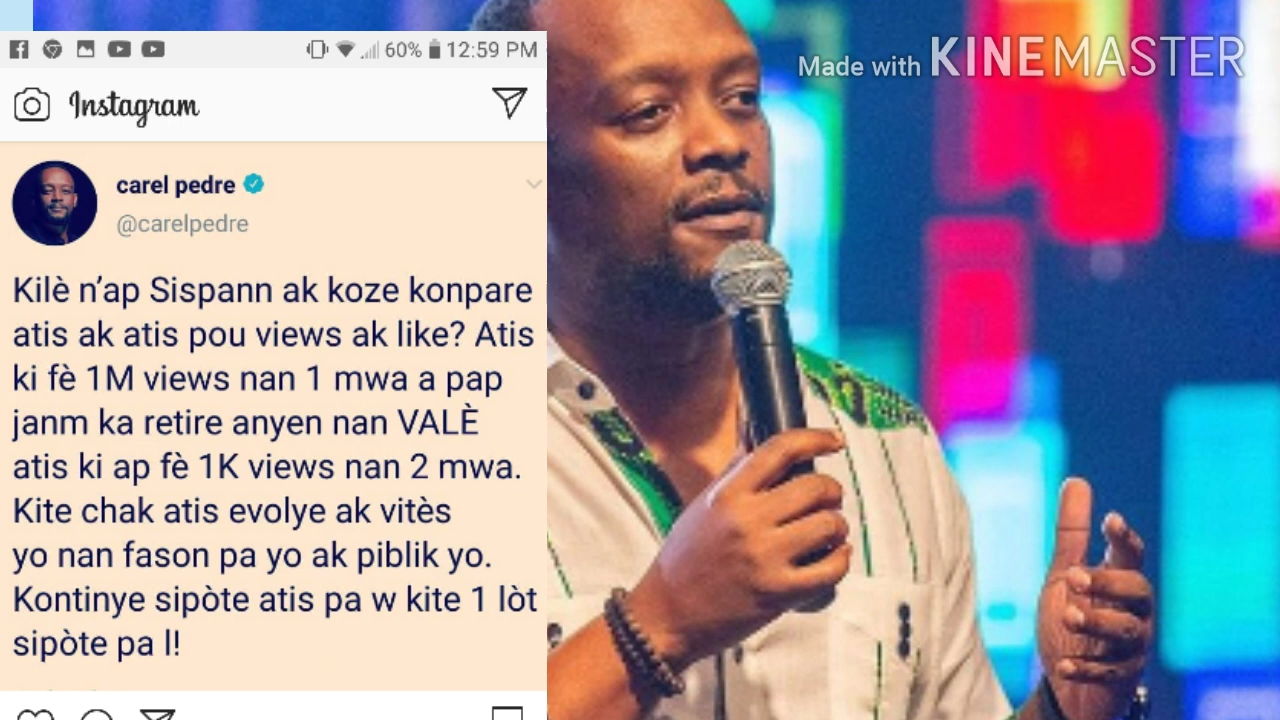 60% 12:59 PM
Made with KINEMASTER
Instagram
carel pedre
@carelpedre
Kilè n’ap Sispann ak koze konpare
atis ak atis pou views ak like? Atis
ki fè 1M views nan 1 mwa a pap
janm ka retire anyen nan VALÈ
atis ki ap fè 1K views nan 2 mwa.
Kite chak atis evolye ak vitès
yo nan fason pa yo ak piblik yo.
Kontinye sipòte atis pa w kite 1 lòt
sipòte pa l!